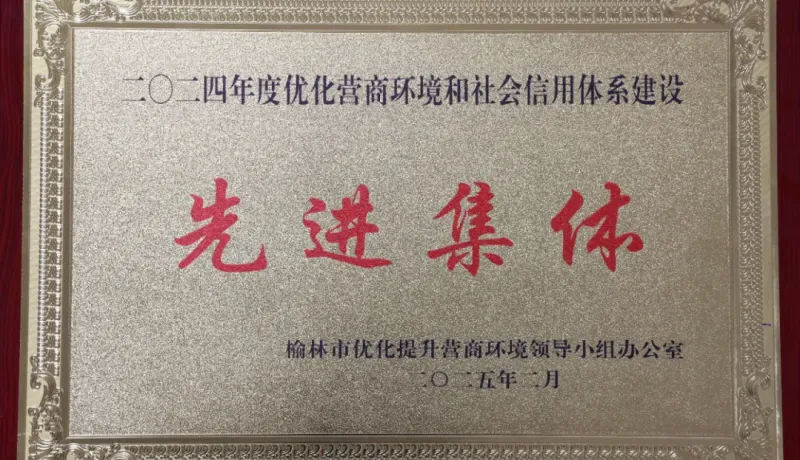 二〇二四年度优化营商环境和社会信用体系建设
先进集体
榆林市优化提升营商环境领导小组办公室
二〇二五年二月